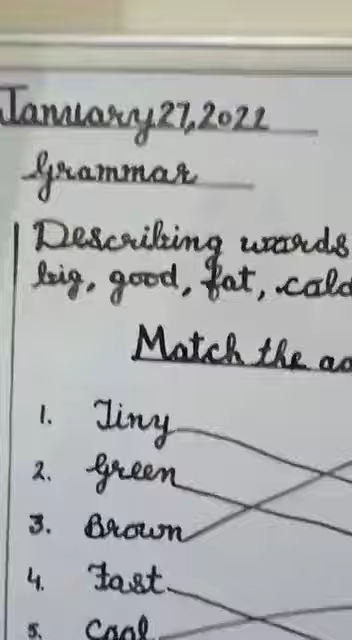 January 27, 2022
Grammar
Describing words
big, good, fat, cold
Match the
1. Tiny
2. Green
3. Brown
4. Fast
5. Cool